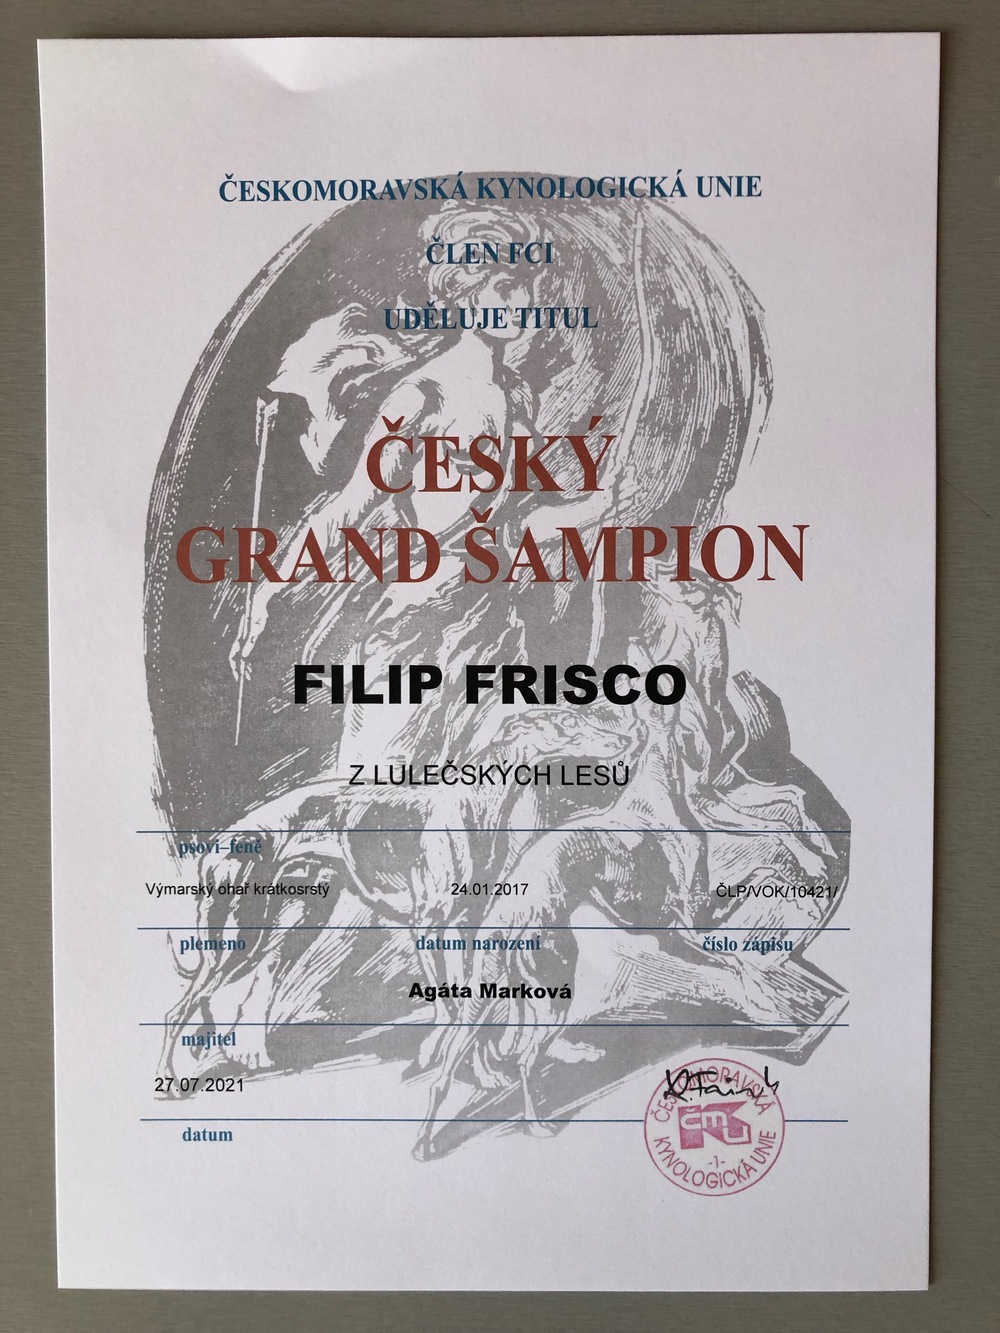 ČESKOMORAVSKÁ KYNOLOGICKÁ UNIE
ČLEN FCI
UDĚLUJE TITUL
ČESKÝ
GRAND ŠAMPION
FILIP FRISCO
Z LULEČSKÝCH LESŮ
psovi–feně
Výmarský ohař krátkosrstý 24.01.2017 ČLP/VOK/10421/
plemeno datum narození číslo zápisu
Agáta Marková
majitel
27.07.2021
datum
ČESKOMORAVSKÁ
ČMKU
-1-
KYNOLOGICKÁ UNIE